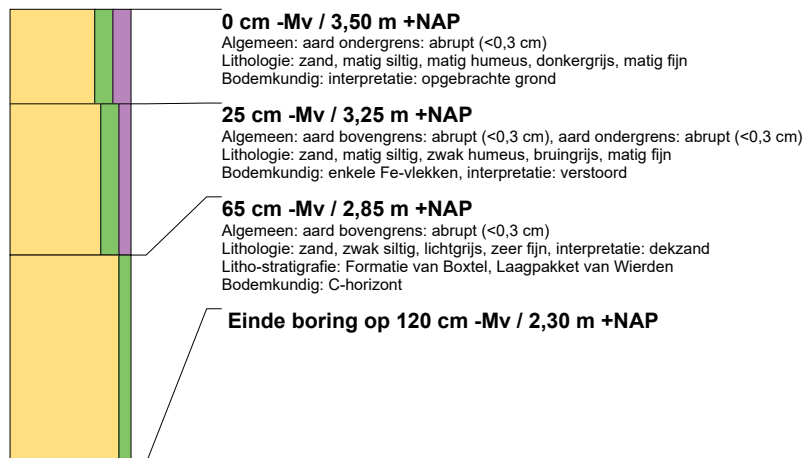 0 cm -Mv / 3,50 m +NAP
Algemeen: aard ondergrens: abrupt (<0,3 cm)
Lithologie: zand, matig siltig, matig humeus, donkergrijs, matig fijn
Bodemkundig: interpretatie: opgebrachte grond
25 cm -Mv / 3,25 m +NAP
Algemeen: aard bovengrens: abrupt (<0,3 cm), aard ondergrens: abrupt (<0,3 cm)
Lithologie: zand, matig siltig, zwak humeus, bruingrijs, matig fijn
Bodemkundig: enkele Fe-vlekken, interpretatie: verstoord
65 cm -Mv / 2,85 m +NAP
Algemeen: aard bovengrens: abrupt (<0,3 cm)
Lithologie: zand, zwak siltig, lichtgrijs, zeer fijn, interpretatie: dekzand
Litho-stratigrafie: Formatie van Boxtel, Laagpakket van Wierden
Bodemkundig: C-horizont
Einde boring op 120 cm -Mv / 2,30 m +NAP